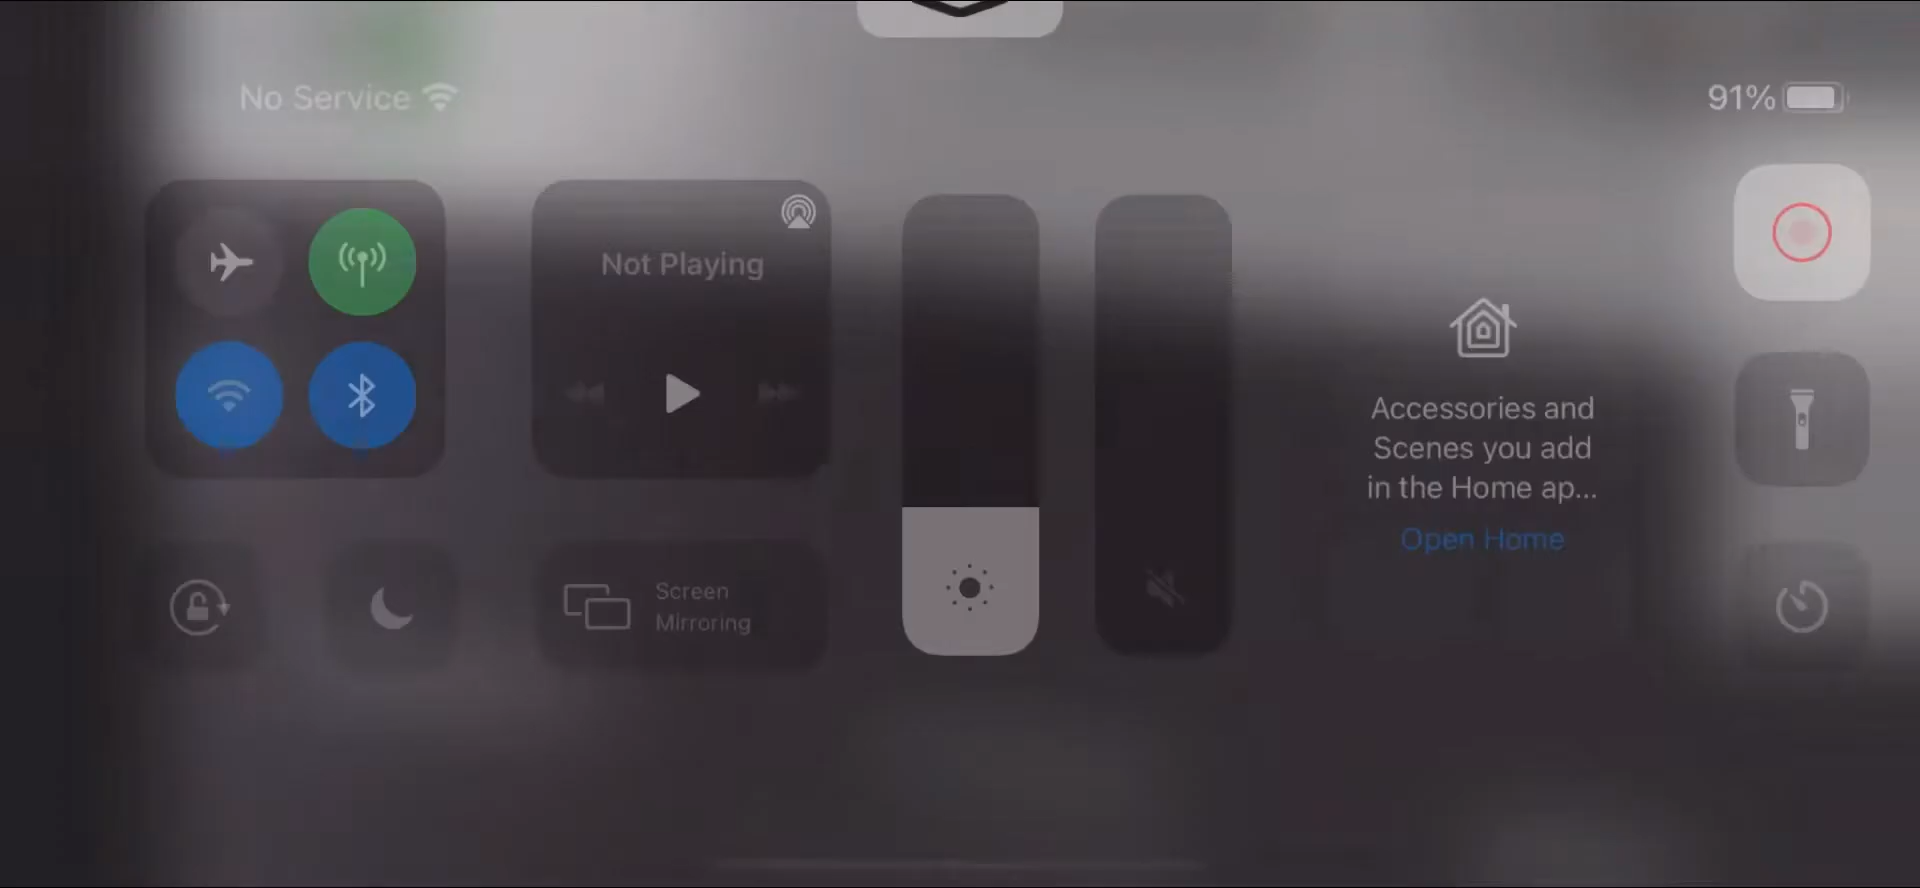 No Service
91%
Not Playing
Accessories and
Scenes you add
in the Home ap...
Open Home
Screen
Mirroring